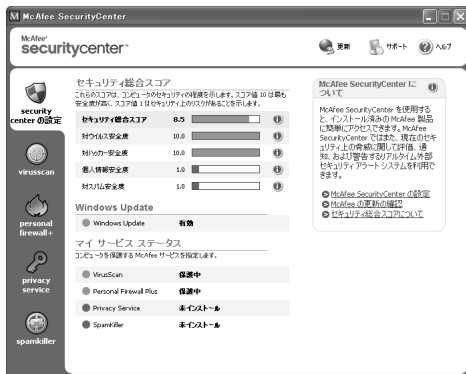 McAfee SecurityCenter
McAfee
securitycenter
更新
サポート
ヘルプ
security
center の設定
virusscan
personal
firewall+
privacy
service
spamkiller
セキュリティ総合スコア
これらのスコアは、コンピュータのセキュリティの程度を示します。スコア値 10 は最も
安全度が高く、スコア値 1 はセキュリティ上のリスクがあることを示します。
セキュリティ総合スコア 8.5
対ウイルス安全度 10.0
対ハッカー安全度 10.0
個人情報安全度 1.0
対スパム安全度 1.0
Windows Update
Windows Update 有効
マイ サービス ステータス
コンピュータを保護する McAfee サービスを指定します。
VirusScan 保護中
Personal Firewall Plus 保護中
Privacy Service 未インストール
SpamKiller 未インストール
McAfee SecurityCenter に
ついて
McAfee SecurityCenter を使用する
と、インストール済みの McAfee 製品
に簡単にアクセスできます。McAfee
SecurityCenter ではまた、現在のセキ
ュリティ上の脅威に関して評価、通
知、および警告するリアルタイム外部
セキュリティ アラート システムを利用で
きます。
McAfee SecurityCenter の設定
McAfee の更新の確認
セキュリティ総合スコアについて